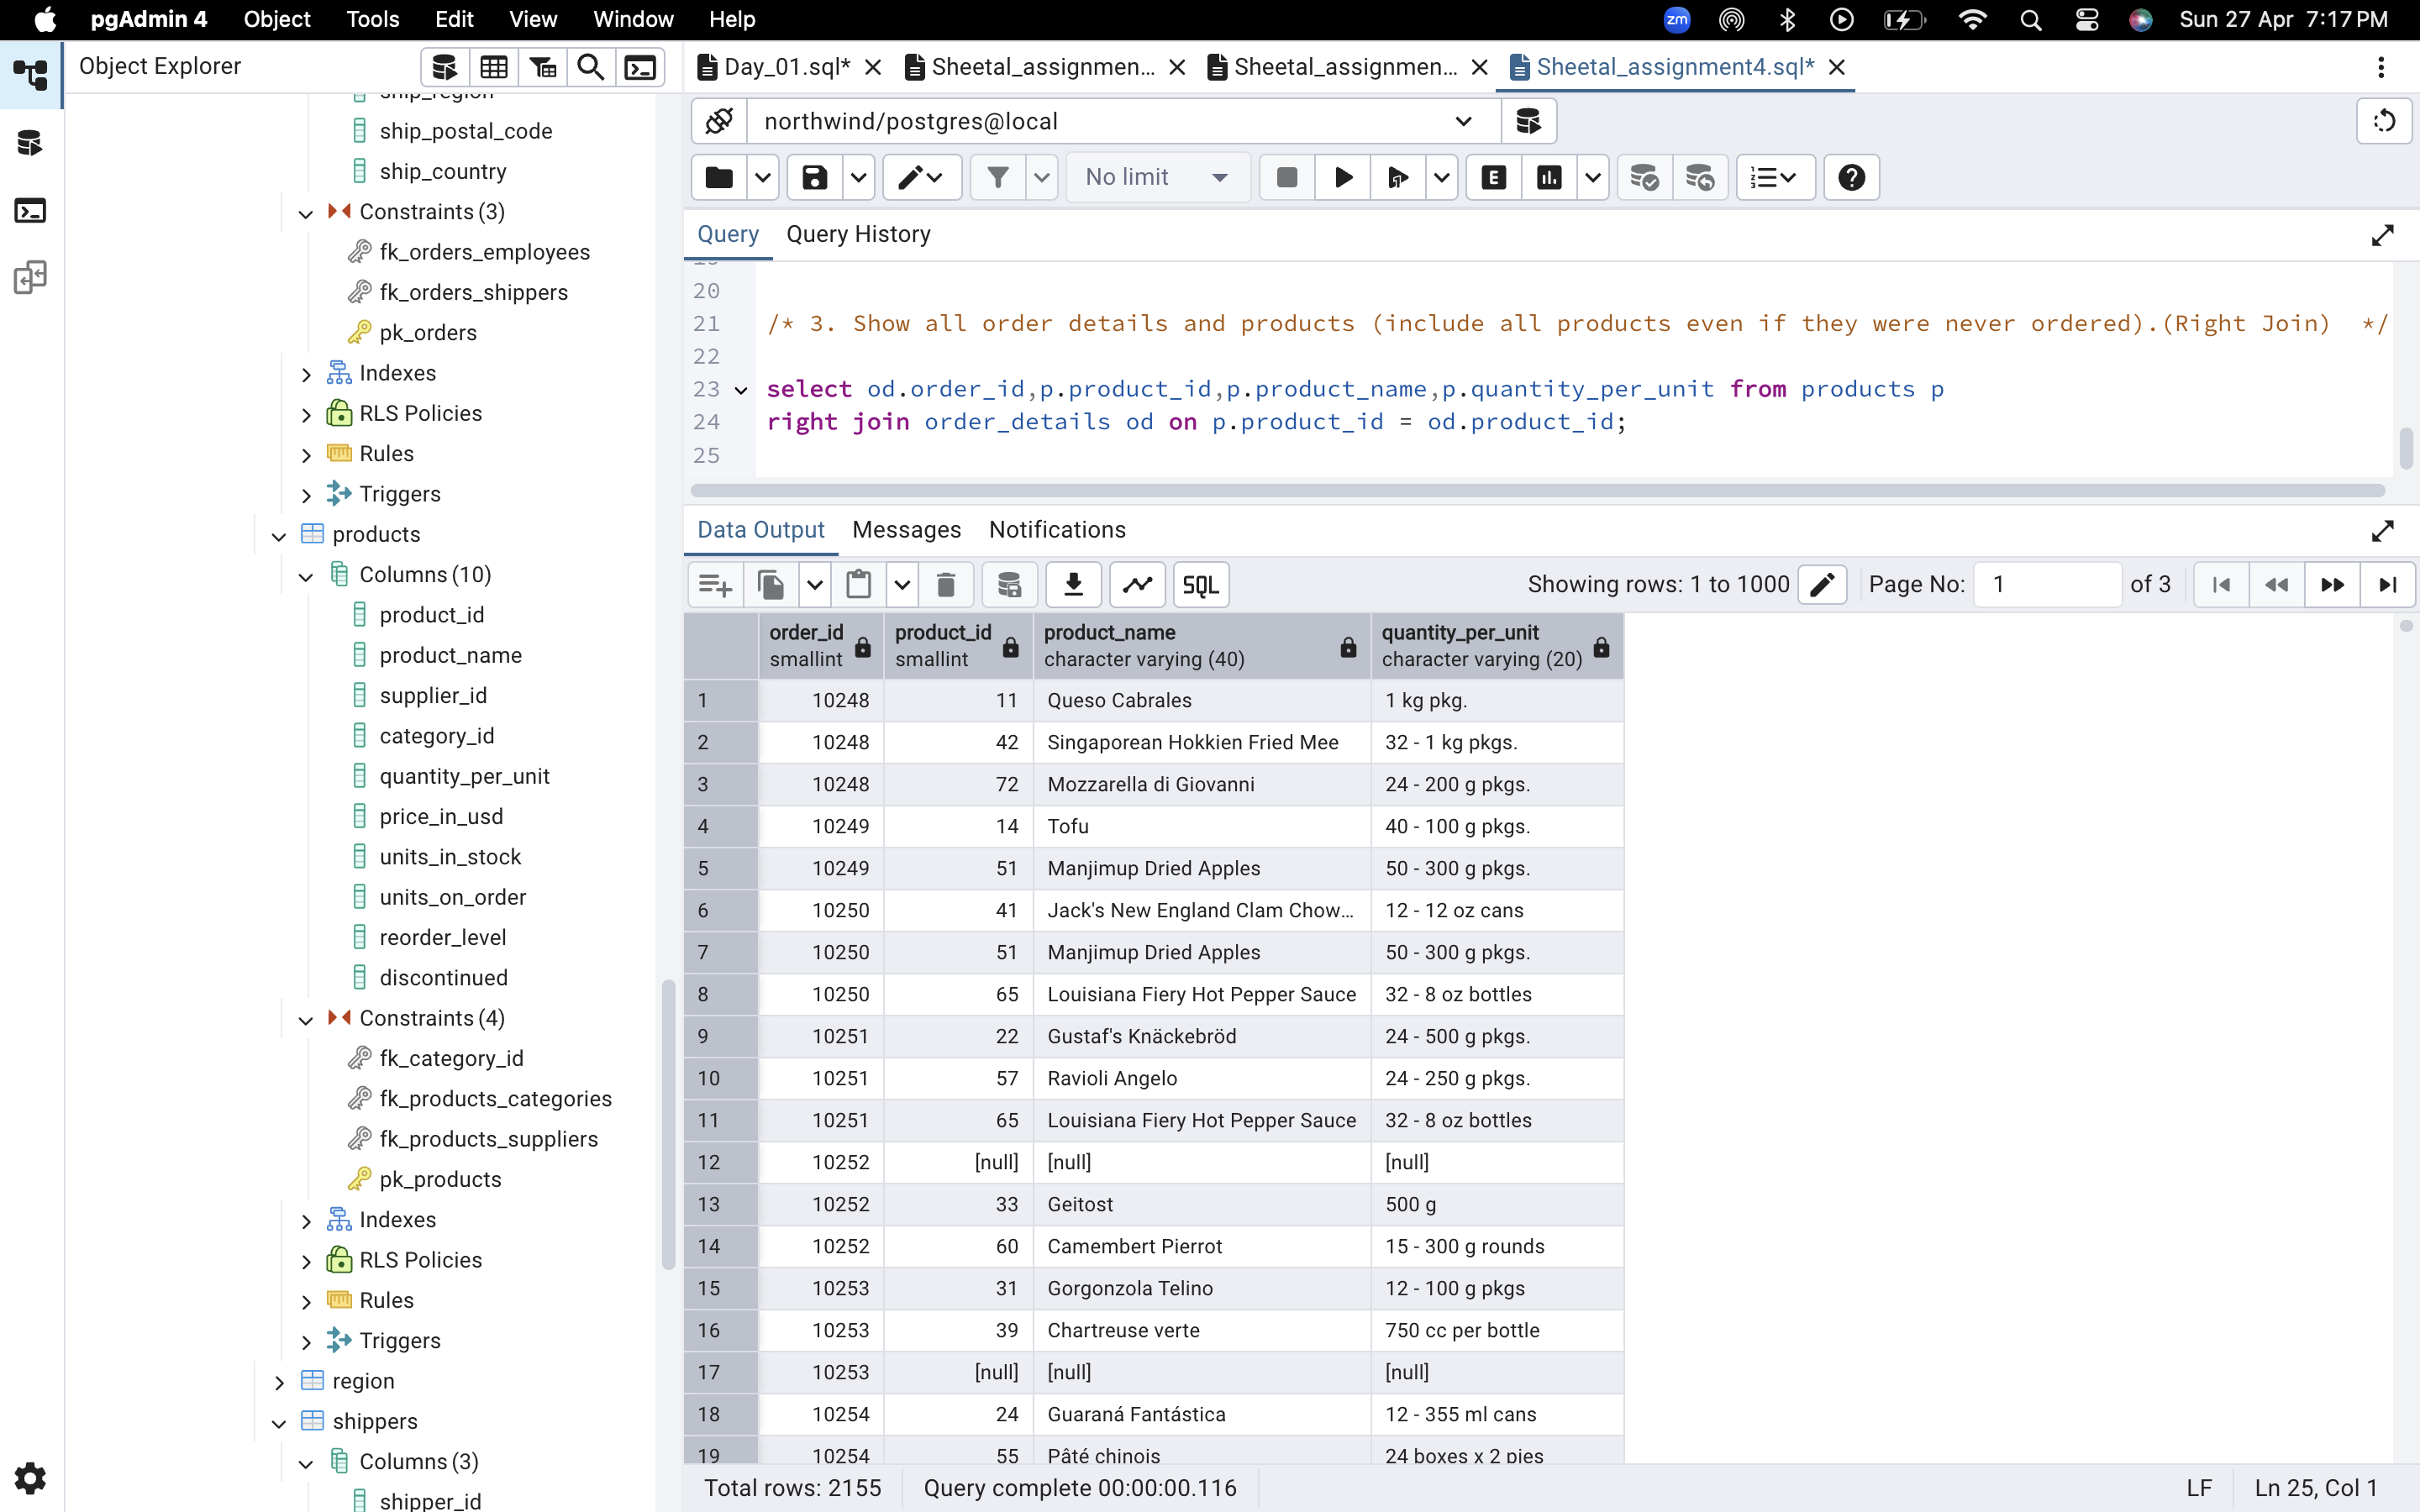 pgAdmin 4 Object Tools Edit View Window Help zm Sun 27 Apr 7:17 PM
Object Explorer
Day_01.sql* Sheetal_assignmen... Sheetal_assignmen... Sheetal_assignment4.sql*
ship_region
ship_postal_code
ship_country
Constraints (3)
fk_orders_employees
fk_orders_shippers
pk_orders
Indexes
RLS Policies
Rules
Triggers
products
Columns (10)
product_id
product_name
supplier_id
category_id
quantity_per_unit
price_in_usd
units_in_stock
units_on_order
reorder_level
discontinued
Constraints (4)
fk_category_id
fk_products_categories
fk_products_suppliers
pk_products
Indexes
RLS Policies
Rules
Triggers
region
shippers
Columns (3)
shipper_id
northwind/postgres@local
No limit E
Query Query History
20
21 /* 3. Show all order details and products (include all products even if they were never ordered).(Right Join)  */
22
23 select od.order_id,p.product_id,p.product_name,p.quantity_per_unit from products p
24 right join order_details od on p.product_id = od.product_id;
25
Data Output Messages Notifications
SQL Showing rows: 1 to 1000 Page No: 1 of 3
order_id product_id product_name quantity_per_unit
smallint smallint character varying (40) character varying (20)
1 10248 11 Queso Cabrales 1 kg pkg.
2 10248 42 Singaporean Hokkien Fried Mee 32 - 1 kg pkgs.
3 10248 72 Mozzarella di Giovanni 24 - 200 g pkgs.
4 10249 14 Tofu 40 - 100 g pkgs.
5 10249 51 Manjimup Dried Apples 50 - 300 g pkgs.
6 10250 41 Jack's New England Clam Chow... 12 - 12 oz cans
7 10250 51 Manjimup Dried Apples 50 - 300 g pkgs.
8 10250 65 Louisiana Fiery Hot Pepper Sauce 32 - 8 oz bottles
9 10251 22 Gustaf's Knäckebröd 24 - 500 g pkgs.
10 10251 57 Ravioli Angelo 24 - 250 g pkgs.
11 10251 65 Louisiana Fiery Hot Pepper Sauce 32 - 8 oz bottles
12 10252 [null] [null] [null]
13 10252 33 Geitost 500 g
14 10252 60 Camembert Pierrot 15 - 300 g rounds
15 10253 31 Gorgonzola Telino 12 - 100 g pkgs
16 10253 39 Chartreuse verte 750 cc per bottle
17 10253 [null] [null] [null]
18 10254 24 Guaraná Fantástica 12 - 355 ml cans
19 10254 55 Pâté chinois 24 boxes x 2 pies
Total rows: 2155 Query complete 00:00:00.116 LF Ln 25, Col 1